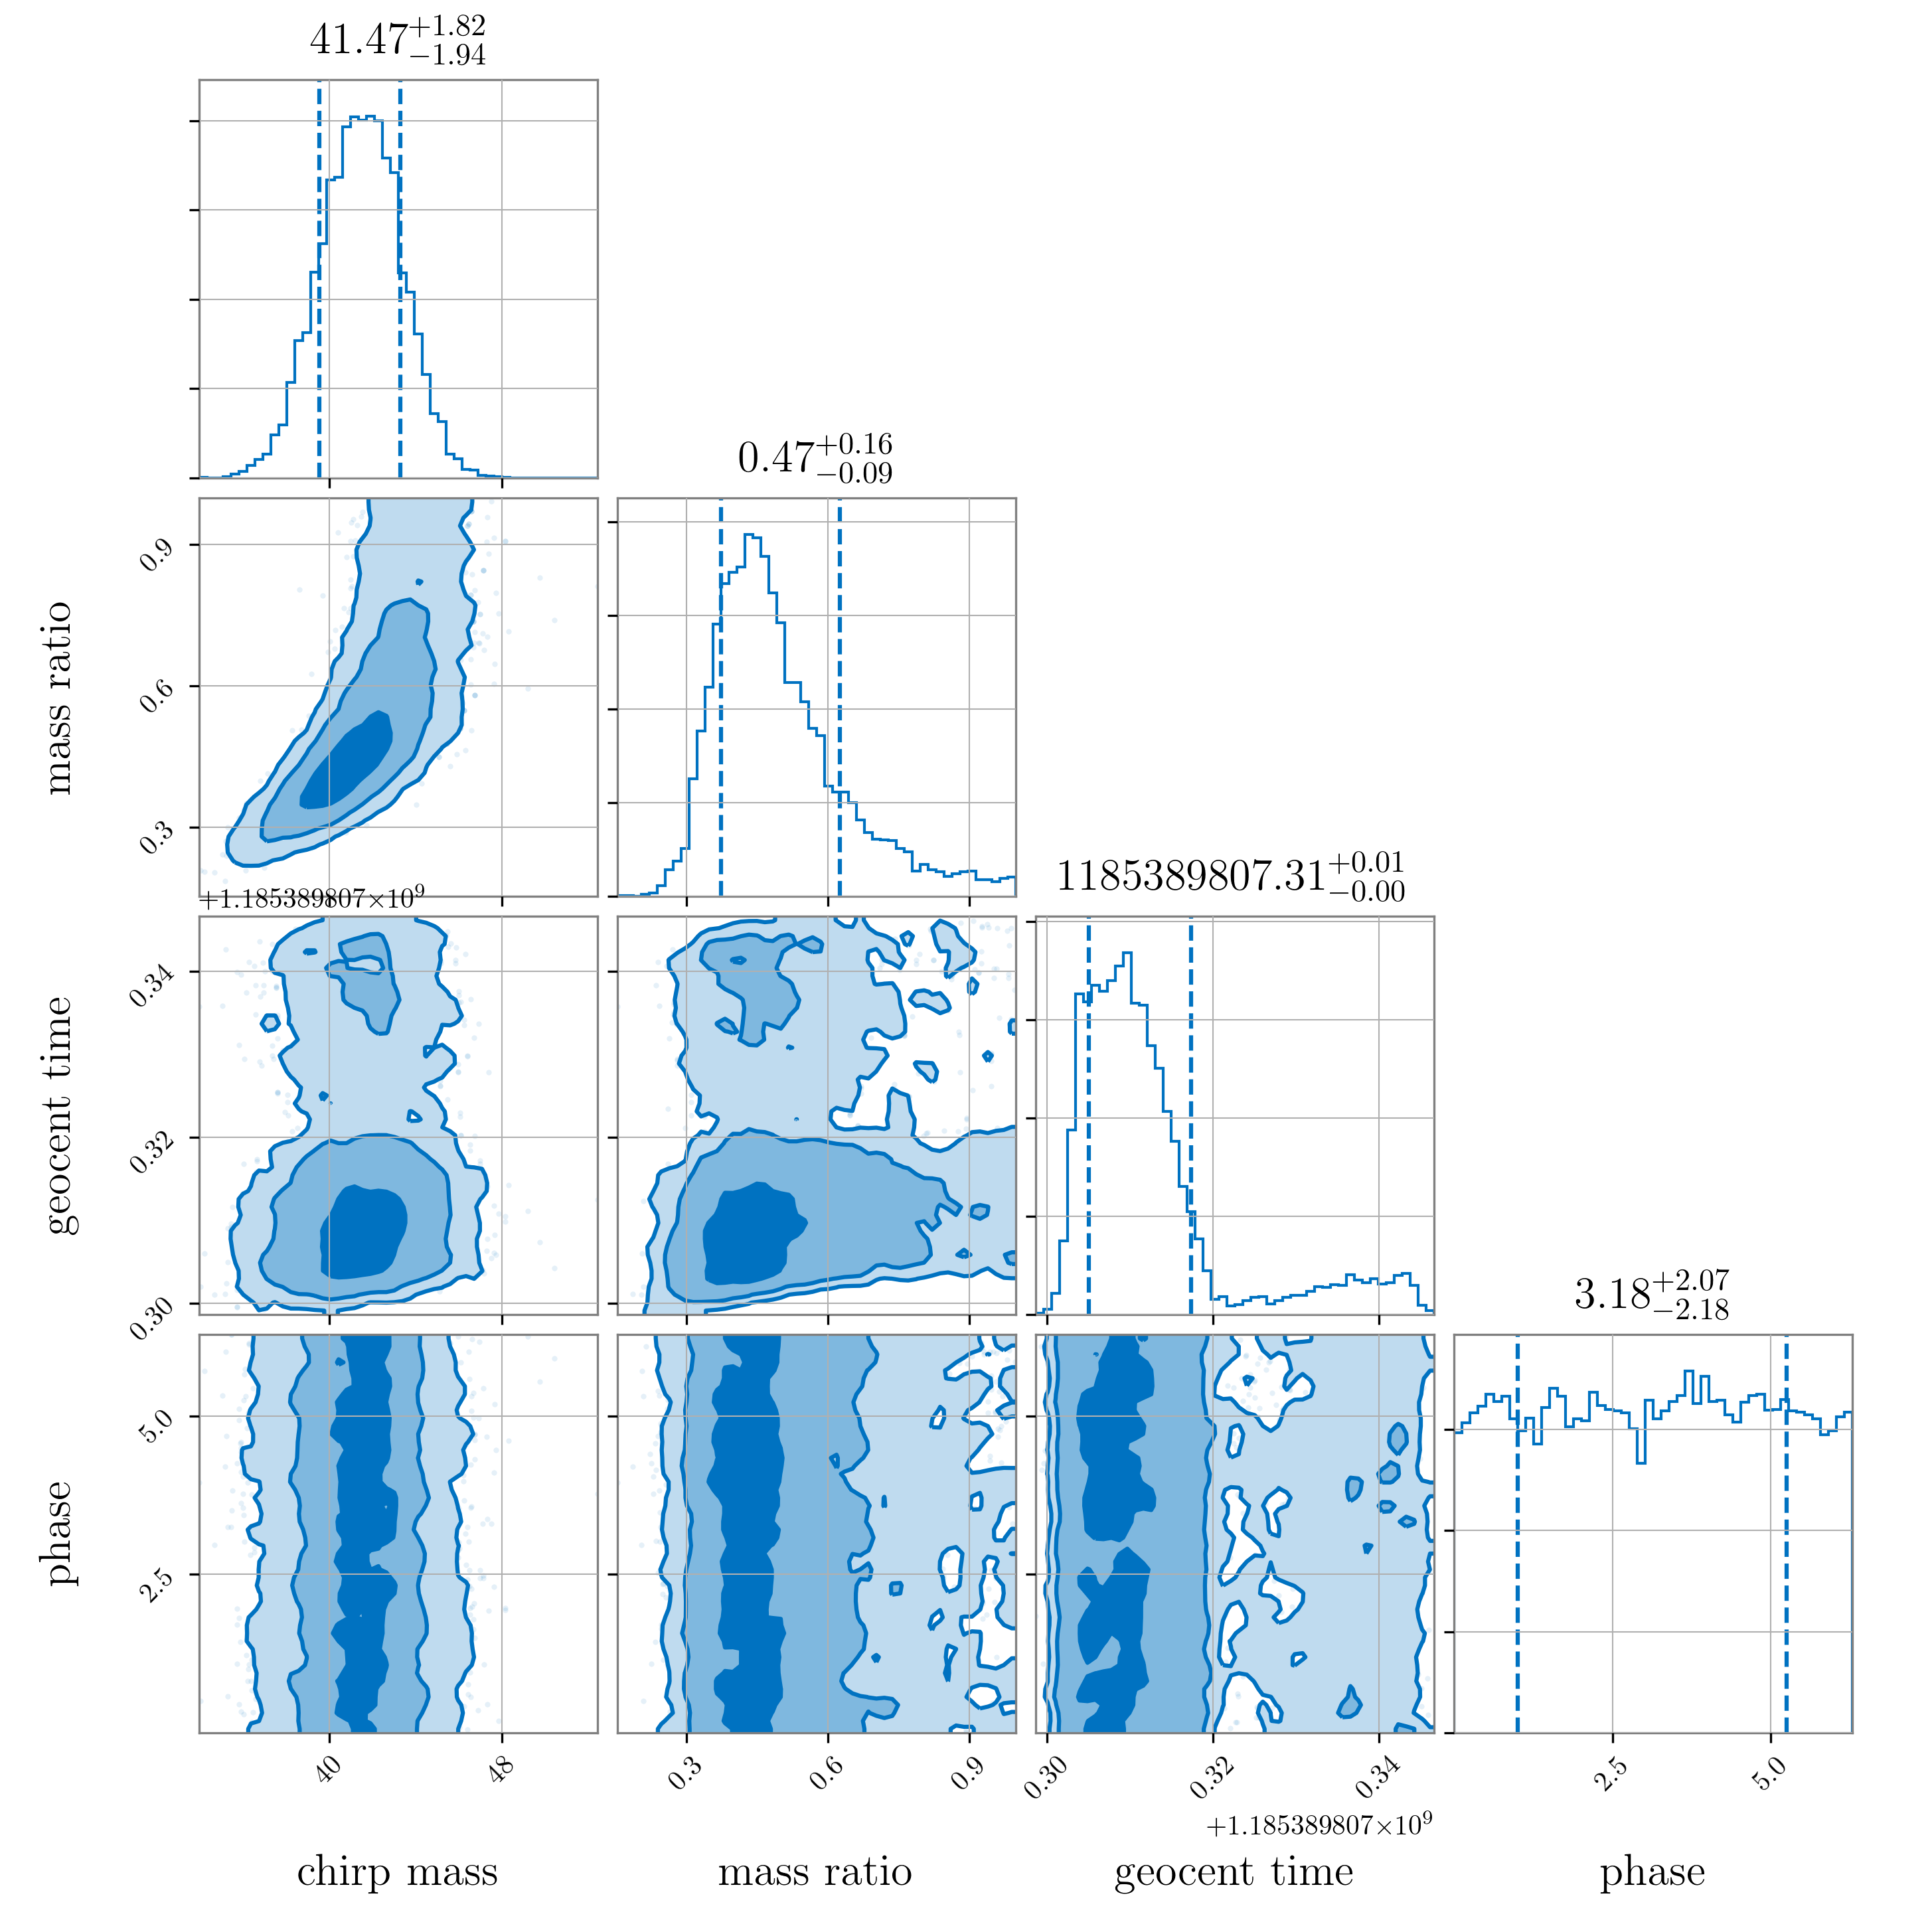 41.47+1.82−1.94
0.47+0.16−0.09
1185389807.31+0.01−0.00
3.18+2.07−2.18
mass ratio
0.9
0.6
0.3
+1.185389807×10^9
geocent time
0.34
0.32
0.30
phase
5.0
2.5
40 48
0.3 0.6 0.9
0.30 0.32 0.34
2.5 5.0
+1.185389807×10^9
chirp mass
mass ratio
geocent time
phase